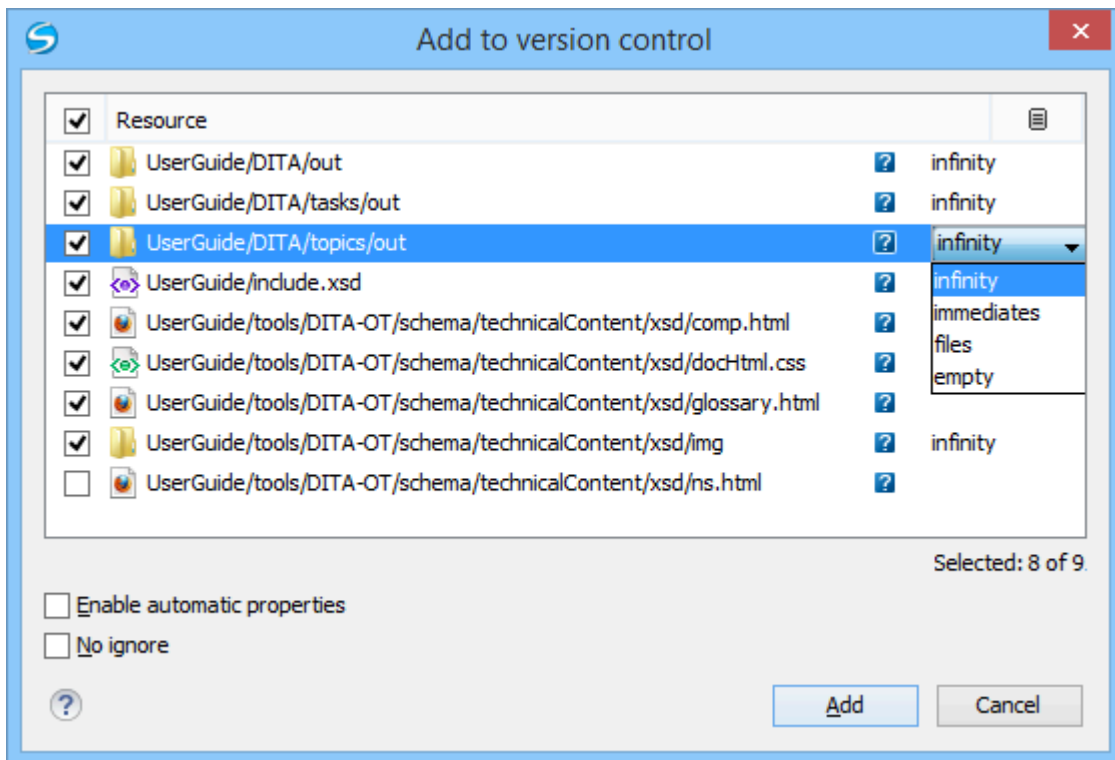 Add to version control
Resource
UserGuide/DITA/out infinity
UserGuide/DITA/tasks/out infinity
UserGuide/DITA/topics/out infinity
infinity
UserGuide/include.xsd
immediates
UserGuide/tools/DITA-OT/schema/technicalContent/xsd/comp.html
files
UserGuide/tools/DITA-OT/schema/technicalContent/xsd/docHtml.css
empty
UserGuide/tools/DITA-OT/schema/technicalContent/xsd/glossary.html
UserGuide/tools/DITA-OT/schema/technicalContent/xsd/img infinity
UserGuide/tools/DITA-OT/schema/technicalContent/xsd/ns.html
Selected: 8 of 9
Enable automatic properties
No ignore
Add Cancel